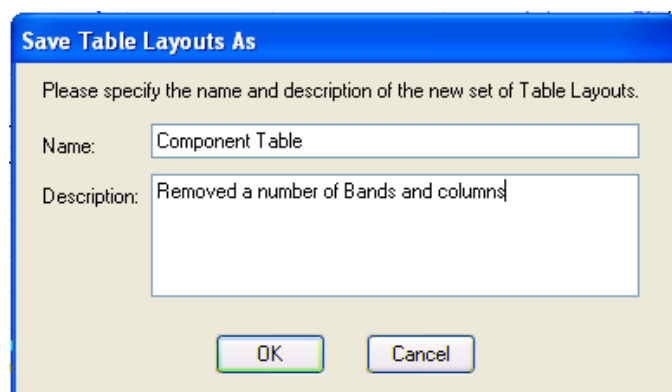 Save Table Layouts As
Please specify the name and description of the new set of Table Layouts.
Name: Component Table
Description: Removed a number of Bands and columns
OK Cancel